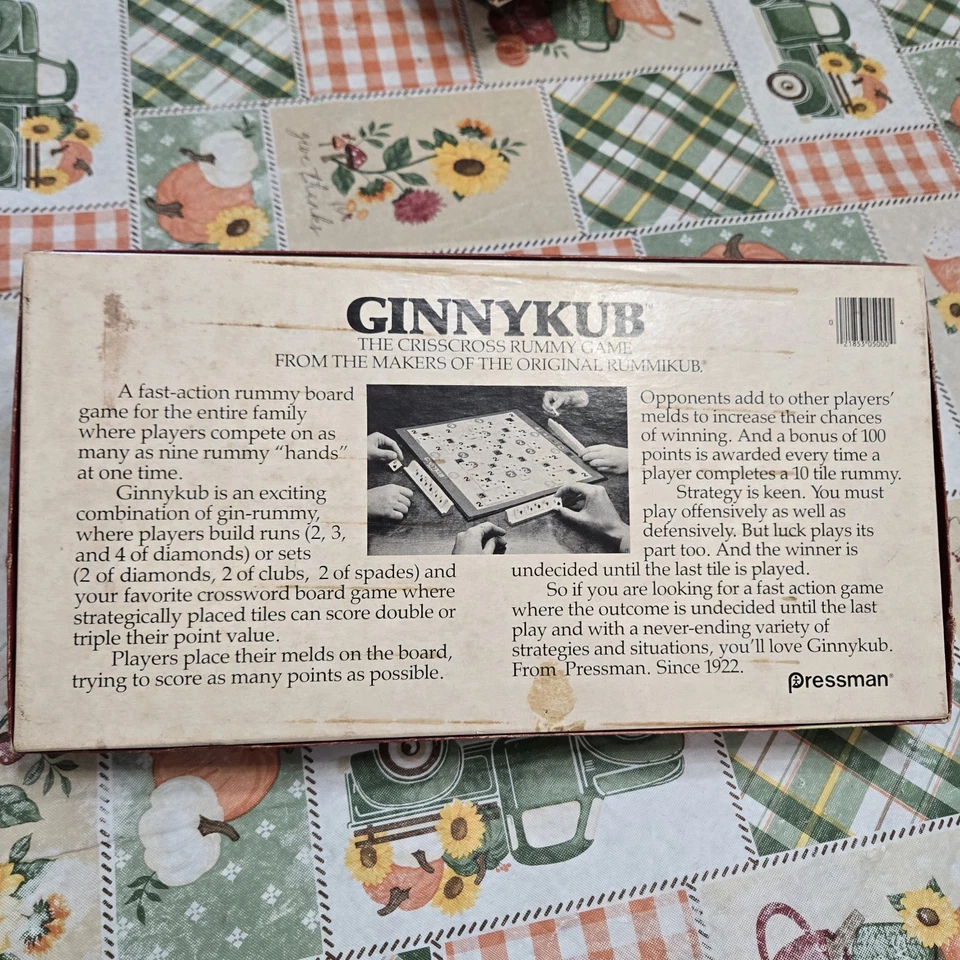 give thanks
GINNYKUB™
THE CRISSCROSS RUMMY GAME
FROM THE MAKERS OF THE ORIGINAL RUMMIKUB.®
A fast-action rummy board
game for the entire family
where players compete on as
many as nine rummy “hands”
at one time.
Ginnykub is an exciting
combination of gin-rummy,
where players build runs (2, 3,
and 4 of diamonds) or sets
(2 of diamonds, 2 of clubs, 2 of spades) and
your favorite crossword board game where
strategically placed tiles can score double or
triple their point value.
Players place their melds on the board,
trying to score as many points as possible.
Opponents add to other players’
melds to increase their chances
of winning. And a bonus of 100
points is awarded every time a
player completes a 10 tile rummy.
Strategy is keen. You must
play offensively as well as
defensively. But luck plays its
part too. And the winner is
undecided until the last tile is played.
So if you are looking for a fast action game
where the outcome is undecided until the last
play and with a never-ending variety of
strategies and situations, you’ll love Ginnykub.
From Pressman. Since 1922.
Pressman®